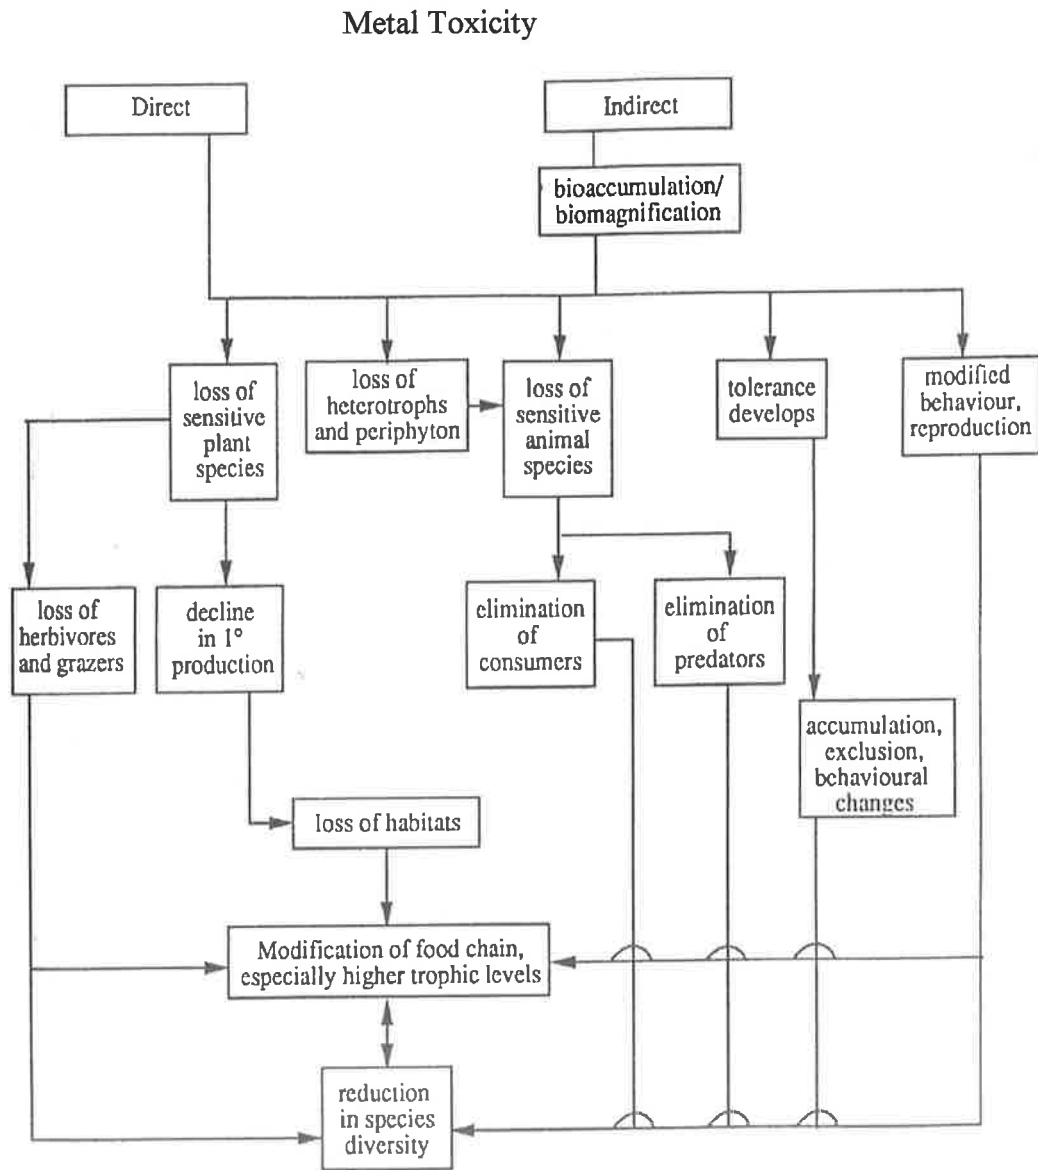 Metal Toxicity
Direct
Indirect
bioaccumulation/
biomagnification
loss of
sensitive
plant
species
loss of
heterotrophs
and periphyton
loss of
sensitive
animal
species
tolerance
develops
modified
behaviour,
reproduction
loss of
herbivores
and grazers
decline
in 1°
production
elimination
of
consumers
elimination
of
predators
accumulation,
exclusion,
behavioural
changes
loss of habitats
Modification of food chain,
especially higher trophic levels
reduction
in species
diversity